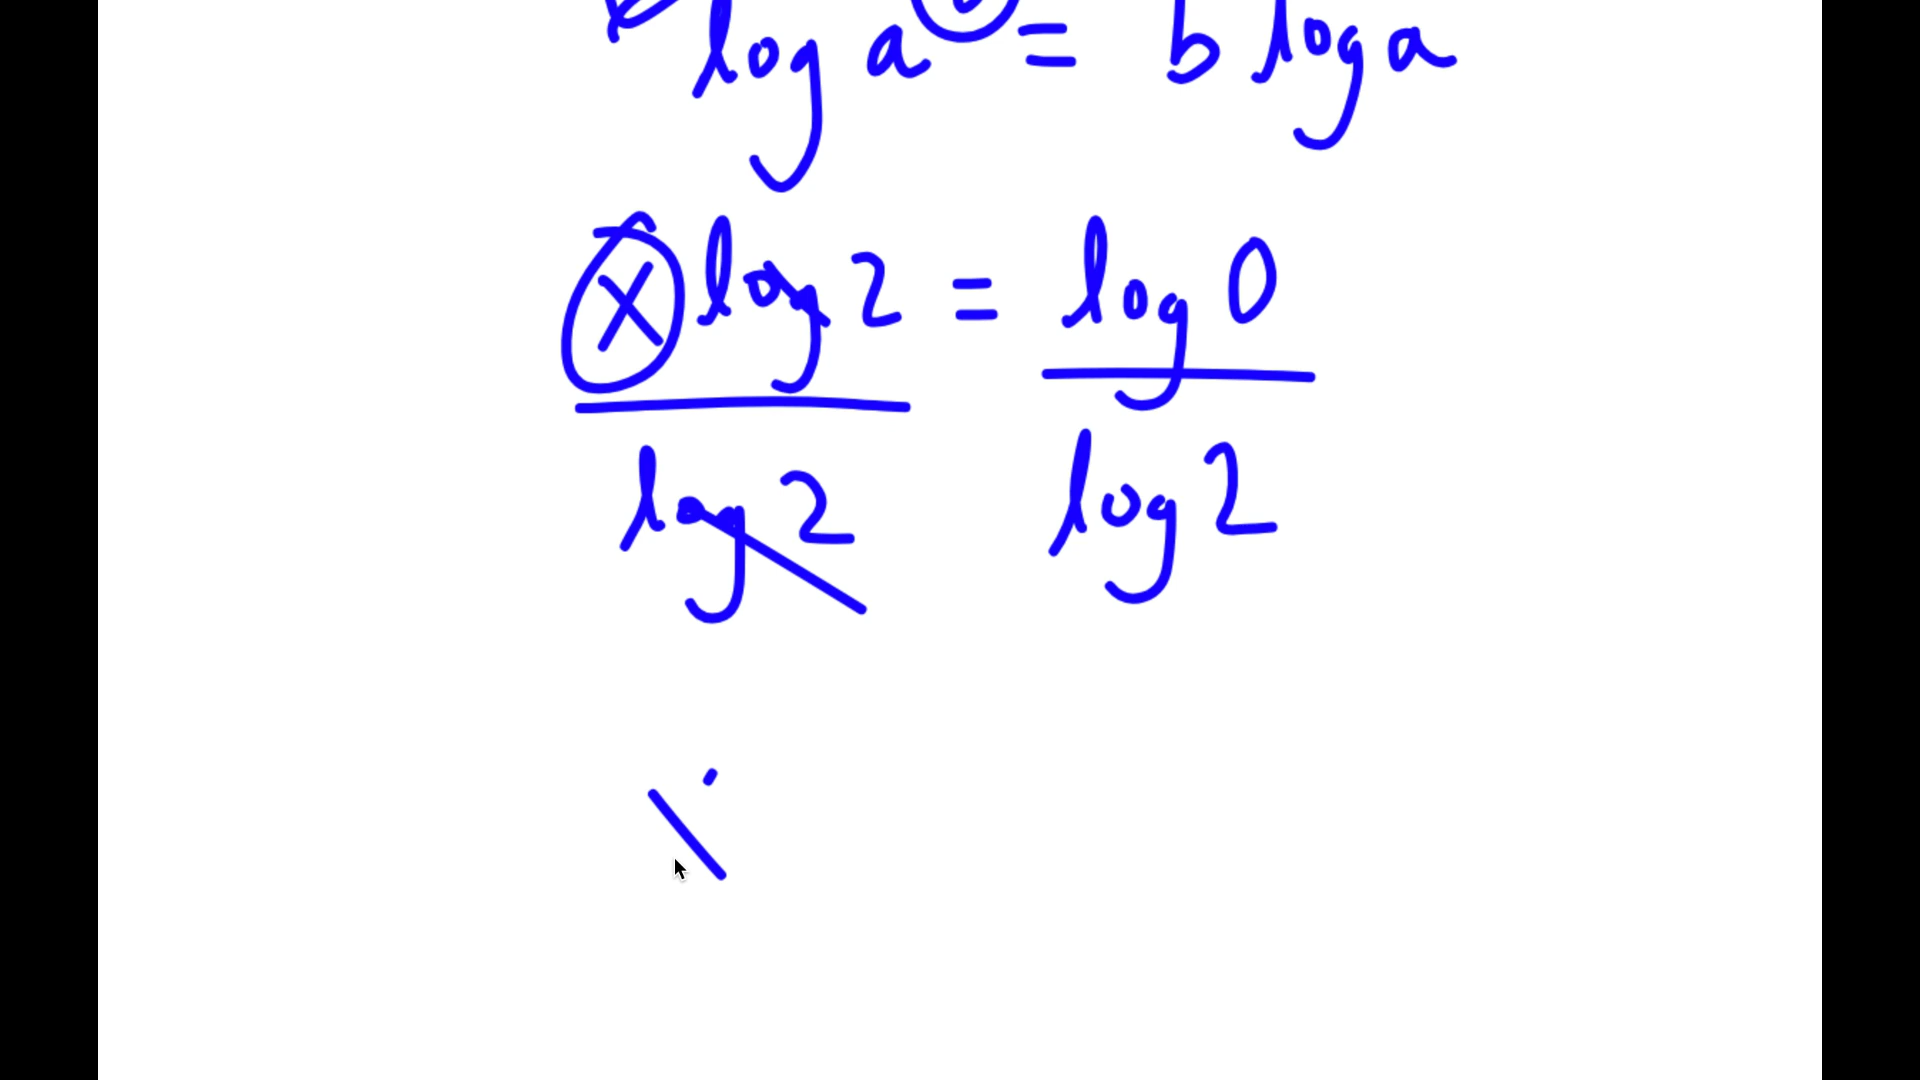 log a^b = b log a
x log 2 = log 0
log 2 log 2